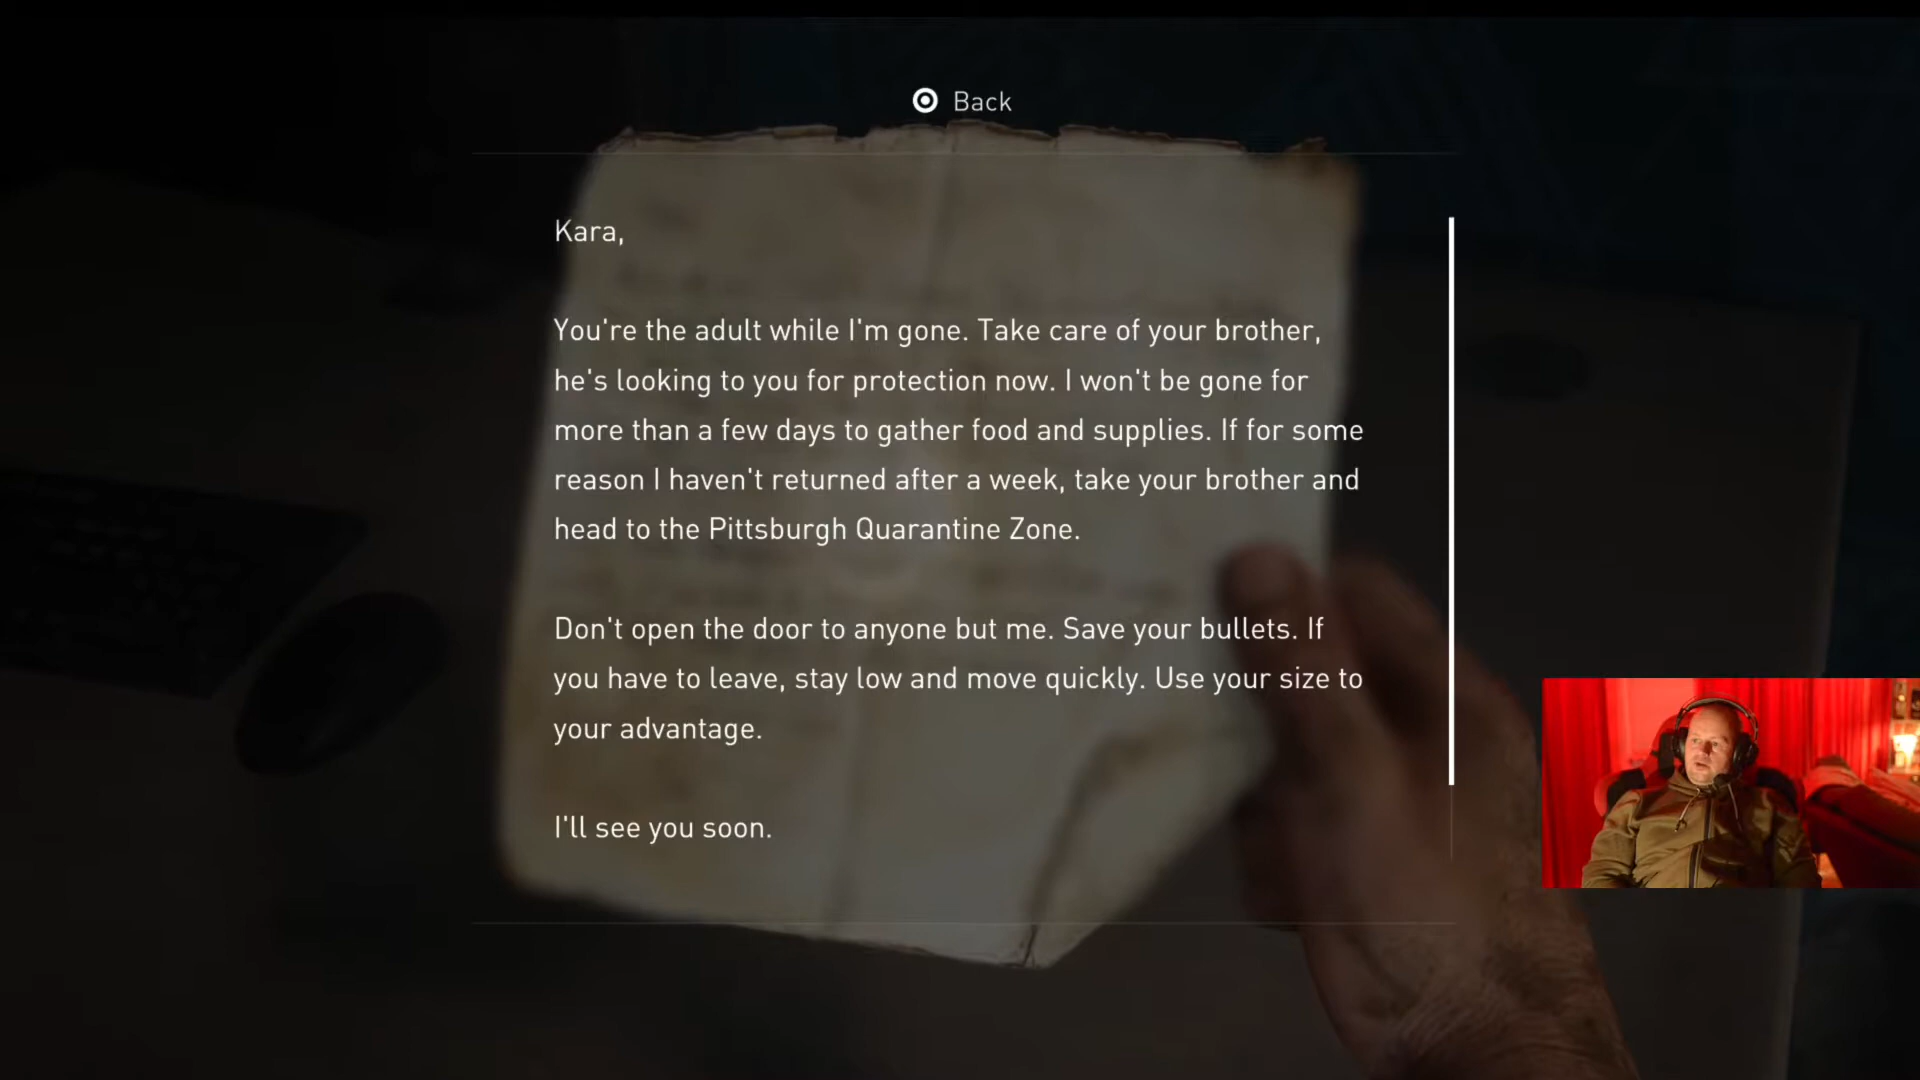 Back
Kara,
You're the adult while I'm gone. Take care of your brother,
he's looking to you for protection now. I won't be gone for
more than a few days to gather food and supplies. If for some
reason I haven't returned after a week, take your brother and
head to the Pittsburgh Quarantine Zone.
Don't open the door to anyone but me. Save your bullets. If
you have to leave, stay low and move quickly. Use your size to
your advantage.
I'll see you soon.